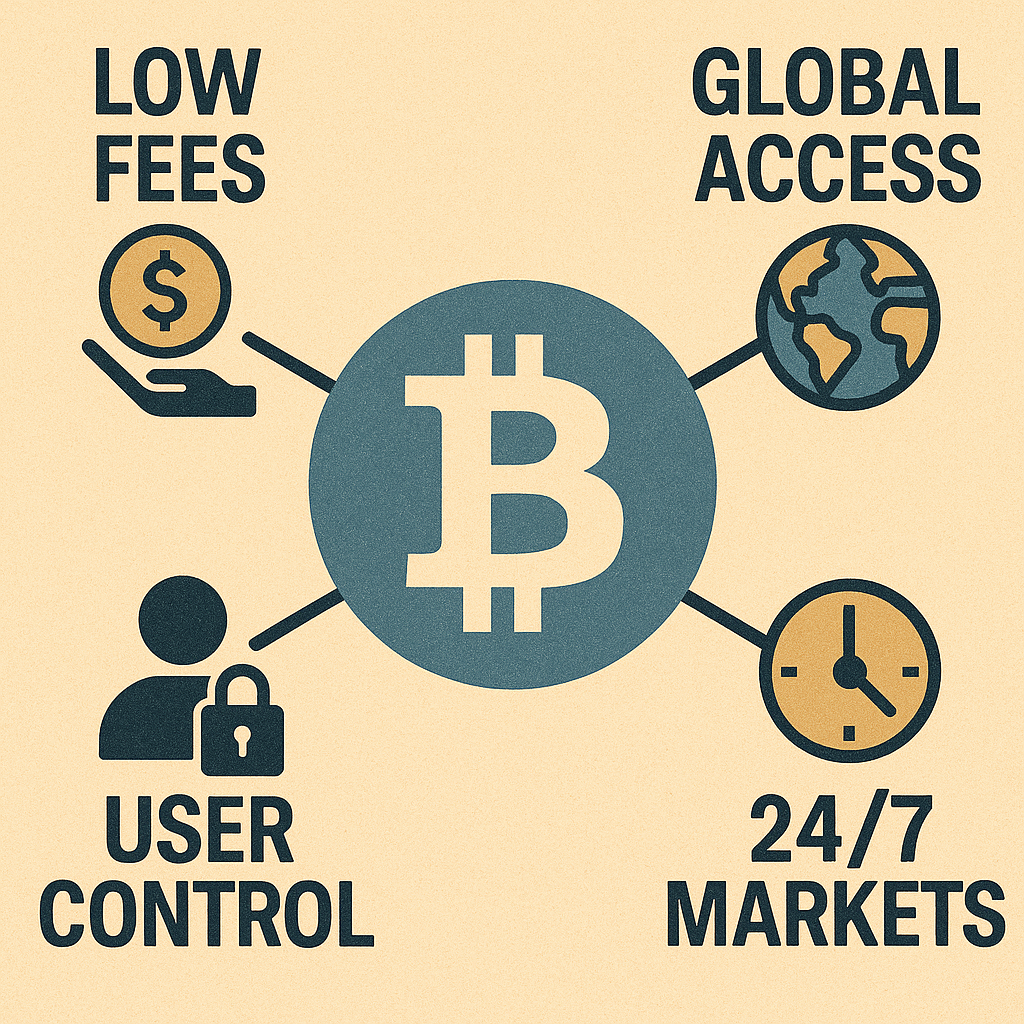 LOW
FEES
GLOBAL
ACCESS
USER
CONTROL
24/7
MARKETS